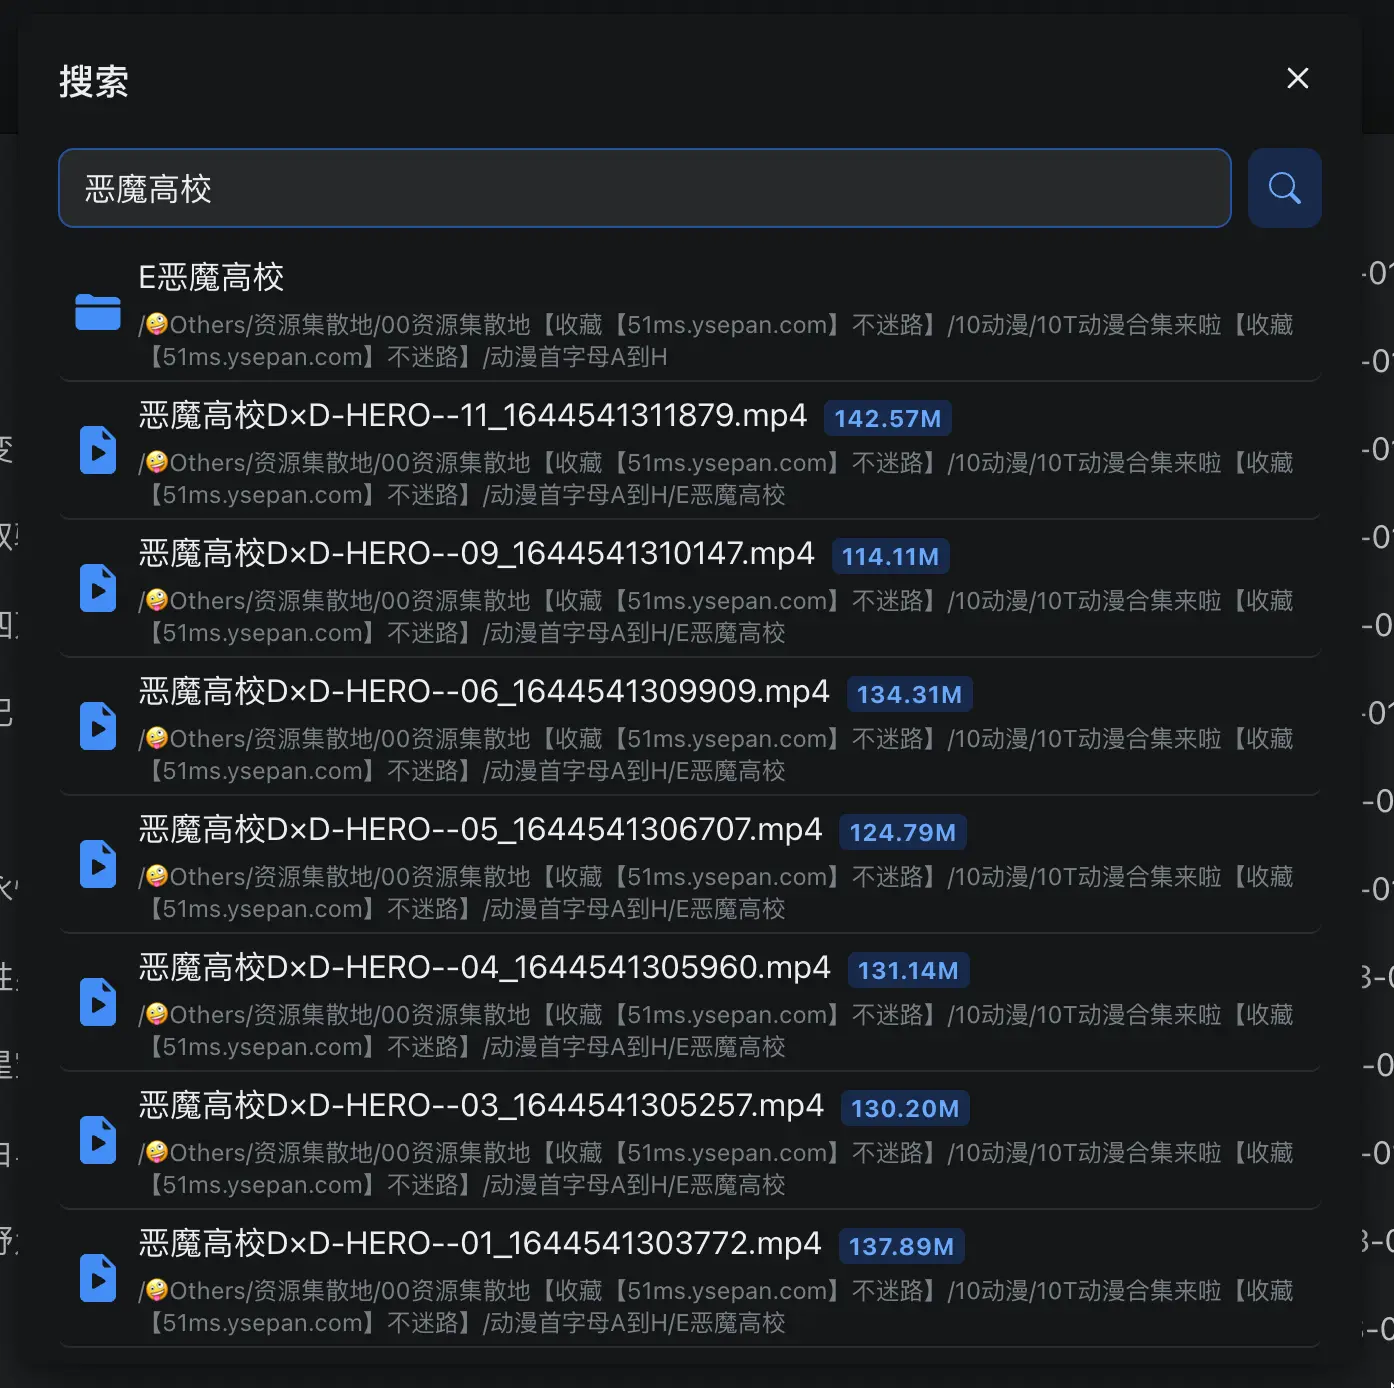 搜索
恶魔高校
E恶魔高校
/🤪Others/资源集散地/00资源集散地【收藏【51ms.ysepan.com】不迷路】/10动漫/10T动漫合集来啦【收藏
【51ms.ysepan.com】不迷路】/动漫首字母A到H
恶魔高校D×D-HERO--11_1644541311879.mp4 142.57M
/🤪Others/资源集散地/00资源集散地【收藏【51ms.ysepan.com】不迷路】/10动漫/10T动漫合集来啦【收藏
【51ms.ysepan.com】不迷路】/动漫首字母A到H/E恶魔高校
恶魔高校D×D-HERO--09_1644541310147.mp4 114.11M
/🤪Others/资源集散地/00资源集散地【收藏【51ms.ysepan.com】不迷路】/10动漫/10T动漫合集来啦【收藏
【51ms.ysepan.com】不迷路】/动漫首字母A到H/E恶魔高校
恶魔高校D×D-HERO--06_1644541309909.mp4 134.31M
/🤪Others/资源集散地/00资源集散地【收藏【51ms.ysepan.com】不迷路】/10动漫/10T动漫合集来啦【收藏
【51ms.ysepan.com】不迷路】/动漫首字母A到H/E恶魔高校
恶魔高校D×D-HERO--05_1644541306707.mp4 124.79M
/🤪Others/资源集散地/00资源集散地【收藏【51ms.ysepan.com】不迷路】/10动漫/10T动漫合集来啦【收藏
【51ms.ysepan.com】不迷路】/动漫首字母A到H/E恶魔高校
恶魔高校D×D-HERO--04_1644541305960.mp4 131.14M
/🤪Others/资源集散地/00资源集散地【收藏【51ms.ysepan.com】不迷路】/10动漫/10T动漫合集来啦【收藏
【51ms.ysepan.com】不迷路】/动漫首字母A到H/E恶魔高校
恶魔高校D×D-HERO--03_1644541305257.mp4 130.20M
/🤪Others/资源集散地/00资源集散地【收藏【51ms.ysepan.com】不迷路】/10动漫/10T动漫合集来啦【收藏
【51ms.ysepan.com】不迷路】/动漫首字母A到H/E恶魔高校
恶魔高校D×D-HERO--01_1644541303772.mp4 137.89M
/🤪Others/资源集散地/00资源集散地【收藏【51ms.ysepan.com】不迷路】/10动漫/10T动漫合集来啦【收藏
【51ms.ysepan.com】不迷路】/动漫首字母A到H/E恶魔高校